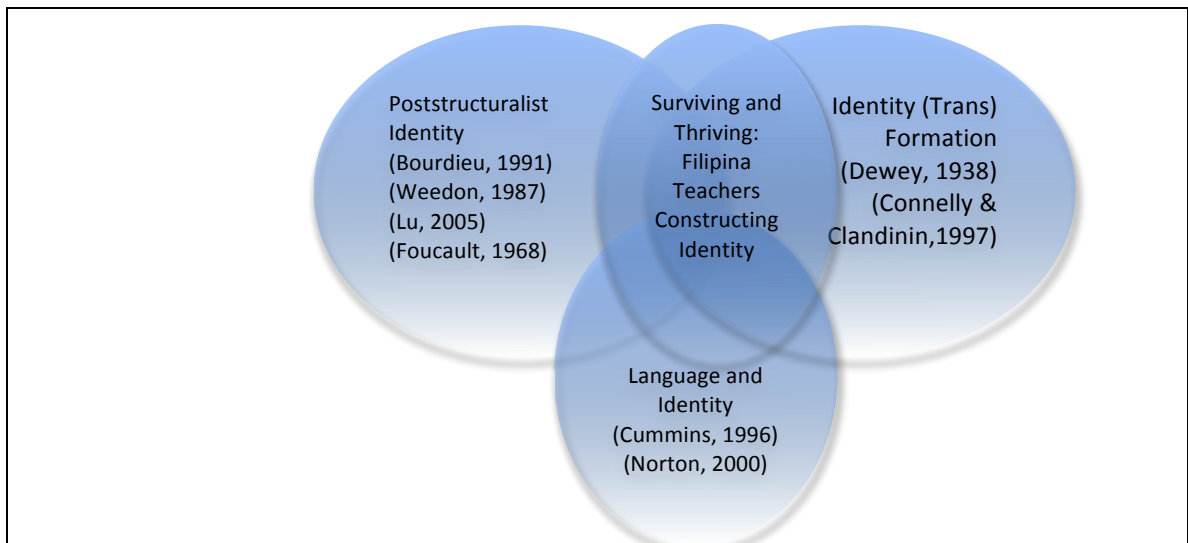 Poststructuralist
Identity
(Bourdieu, 1991)
(Weedon, 1987)
(Lu, 2005)
(Foucault, 1968)
Surviving and
Thriving:
Filipina
Teachers
Constructing
Identity
Identity (Trans)
Formation
(Dewey, 1938)
(Connelly &
Clandinin,1997)
Language and
Identity
(Cummins, 1996)
(Norton, 2000)